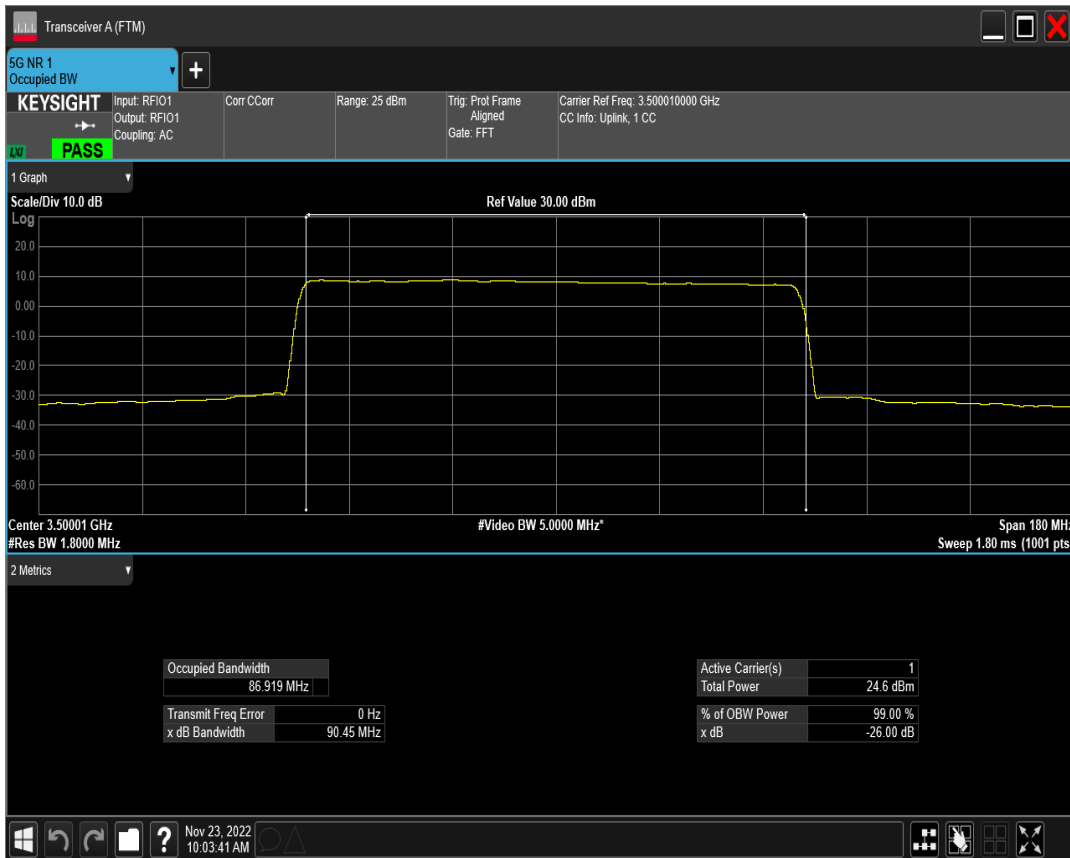 Transceiver A (FTM)
5G NR 1
Occupied BW
+
KEYSIGHT
LXI
PASS
Input: RFIO1
Output: RFIO1
Coupling: AC
Corr CCorr
Range: 25 dBm
Trig: Prot Frame
Aligned
Gate: FFT
Carrier Ref Freq: 3.500010000 GHz
CC Info: Uplink, 1 CC
1 Graph
Scale/Div 10.0 dB
Ref Value 30.00 dBm
Log
20.0
10.0
0.00
-10.0
-20.0
-30.0
-40.0
-50.0
-60.0
Center 3.50001 GHz
#Video BW 5.0000 MHz*
Span 180 MHz
#Res BW 1.8000 MHz
Sweep 1.80 ms (1001 pts
2 Metrics
Occupied Bandwidth
86.919 MHz
Transmit Freq Error 0 Hz
x dB Bandwidth 90.45 MHz
Active Carrier(s) 1
Total Power 24.6 dBm
% of OBW Power 99.00 %
x dB -26.00 dB
?
Nov 23, 2022
10:03:41 AM